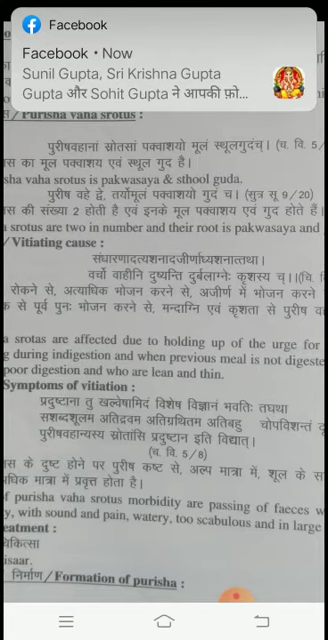 Facebook
Facebook • Now
Sunil Gupta, Sri Krishna Gupta
Gupta और Sohit Gupta ने आपकी फ़ो...
/ Purisha vaha srotus :
पुरीषवहानां स्रोतसां पक्वाशयो मूलं स्थूलगुदंच्। (च. वि. 5/
का मूल पक्वाशय एवं स्थूल गुद है।
sha vaha srotus is pakwasaya & sthool guda.
पुरीष वहे द्वे, तर्योमूलं पक्वाशयो गुदं च। (सुत्र सू 9/20)
की संख्या 2 होती है एवं इनके मूल पक्वाशय एवं गुद होते हैं।
srotus are two in number and their root is pakwasaya and
/ Vitiating cause :
संधारणादत्यशनादजीर्णाध्यशनात्तथा।
वर्चो वाहीनि दुष्यन्ति दुर्बलाग्नेः कृशस्य च्।।(च.
रोकने से, अत्याधिक भोजन करने से, अजीर्ण में भोजन करने
से पूर्व पुनः भोजन करने से, मन्दाग्नि एवं कृशता से पुरीष
a srotas are affected due to holding up of the urge for
g during indigestion and when previous meal is not digeste
poor digestion and who are lean and thin.
Symptoms of vitiation :
प्रदुष्टाना तु खल्वेषामिदं विशेष विज्ञानं भवतिः तगथा
सशब्दशूलम अतिद्रवम अतिग्रथितम अतिबहु चोपविशन्तं
पुरीषवहान्यस्य स्रोतांसि प्रदुष्टान इति विद्यात्।
(च. वि. 5/8)
के दुष्ट होने पर पुरीष कष्ट से, अल्प मात्रा में, शूल के
मात्रा में प्रवृत्त होता है।
f purisha vaha srotus morbidity are passing of faeces w
y, with sound and pain, watery, too scabulous and in large
eatment :
चिकित्सा
isaar.
निर्माण / Formation of purisha :